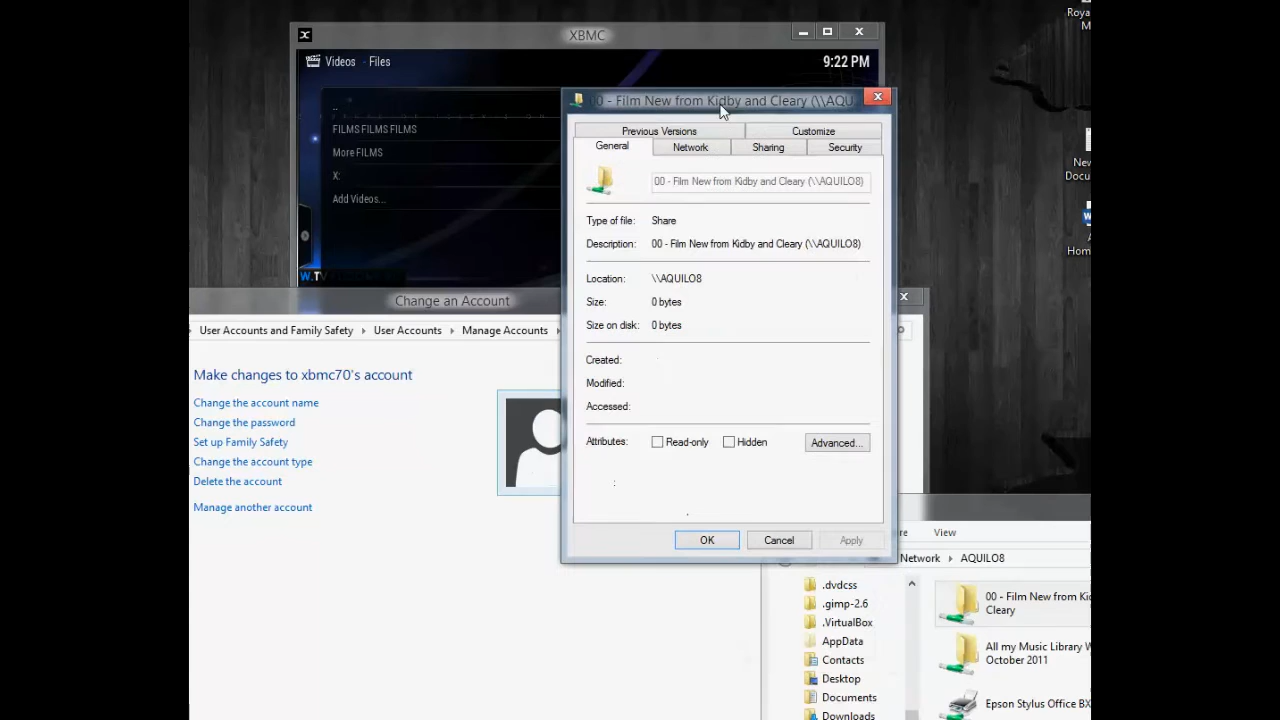 Roya
M
XBMC
Videos - Files
9:22 PM
..
FILMS FILMS FILMS
More FILMS
X:
Add Videos...
W.TV
0 - Film New from Kidby and Cleary (\\AQU
Previous Versions
Customize
General
Network
Sharing
Security
00 - Film New from Kidby and Cleary (\\AQUILO8)
Type of file: Share
Description: 00 - Film New from Kidby and Cleary (\\AQUILO8)
Location: \\AQUILO8
Size: 0 bytes
Size on disk: 0 bytes
Created:
Modified:
Accessed:
Attributes: Read-only Hidden Advanced...
OK Cancel Apply
New
Docu
A
Hom
Change an Account
User Accounts and Family Safety
User Accounts
Manage Accounts
Make changes to xbmc70's account
Change the account name
Change the password
Set up Family Safety
Change the account type
Delete the account
Manage another account
re View
Network AQUILO8
.dvdcss
.gimp-2.6
.VirtualBox
AppData
Contacts
Desktop
Documents
Downloads
00 - Film New from Kid
Cleary
All my Music Library W
October 2011
Epson Stylus Office BX